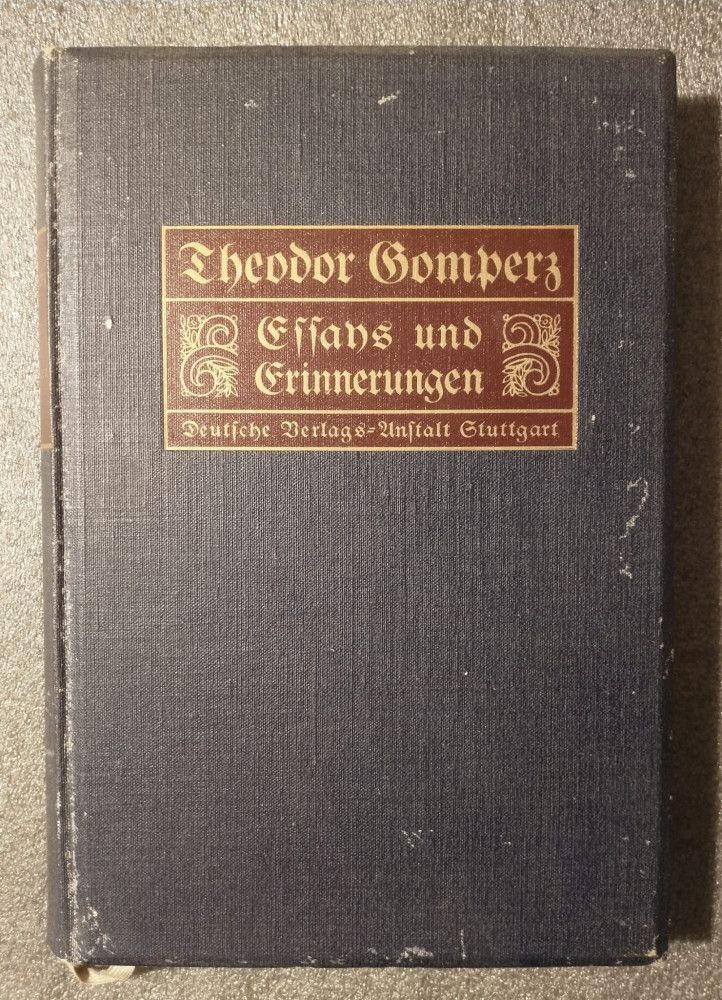 Theodor Gomperz
Eſſays und
Erinnerungen
Deutſche Verlags=Anſtalt Stuttgart